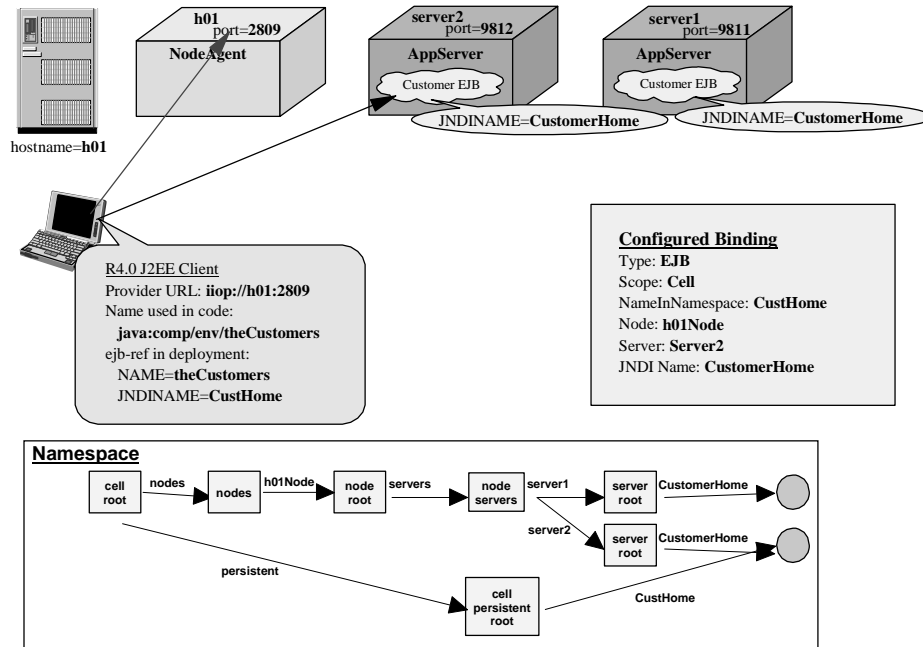 h01
port=2809
NodeAgent
server2
port=9812
AppServer
Customer EJB
JNDINAME=CustomerHome
server1
port=9811
AppServer
Customer EJB
JNDINAME=CustomerHome
hostname=h01
R4.0 J2EE Client
Provider URL: iiop://h01:2809
Name used in code:
java:comp/env/theCustomers
ejb-ref in deployment:
NAME=theCustomers
JNDINAME=CustHome
Configured Binding
Type: EJB
Scope: Cell
NameInNamespace: CustHome
Node: h01Node
Server: Server2
JNDI Name: CustomerHome
Namespace
cell
root
nodes
nodes
h01Node
node
root
servers
node
servers
server1
server
root
CustomerHome
server2
server
root
CustomerHome
persistent
cell
persistent
root
CustHome